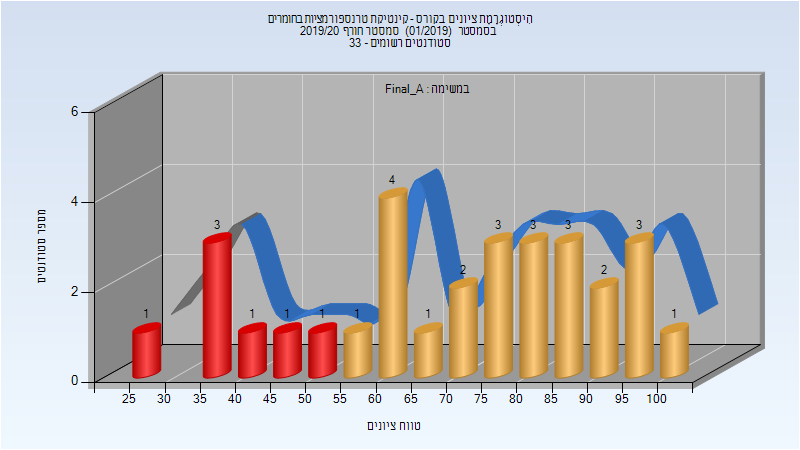 היסטוגרמת ציונים בקורס - קינטיקת טרנספורמציות בחומרים
בסמסטר (01/2019) סמסטר חורף 2019/20
סטודנטים רשומים - 33
במשימה : Final_A
מספר סטודנטים
6
4
2
0
1 3 1 1 1 1 4 1 2 3 3 3 2 3 1
25 30 35 40 45 50 55 60 65 70 75 80 85 90 95 100
טווח ציונים